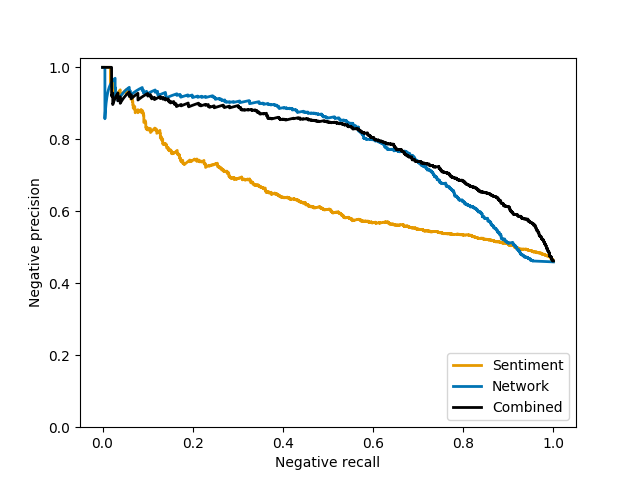 1.0
0.8
0.6
0.4
0.2
0.0
Negative precision
0.0 0.2 0.4 0.6 0.8 1.0
Negative recall
Sentiment
Network
Combined